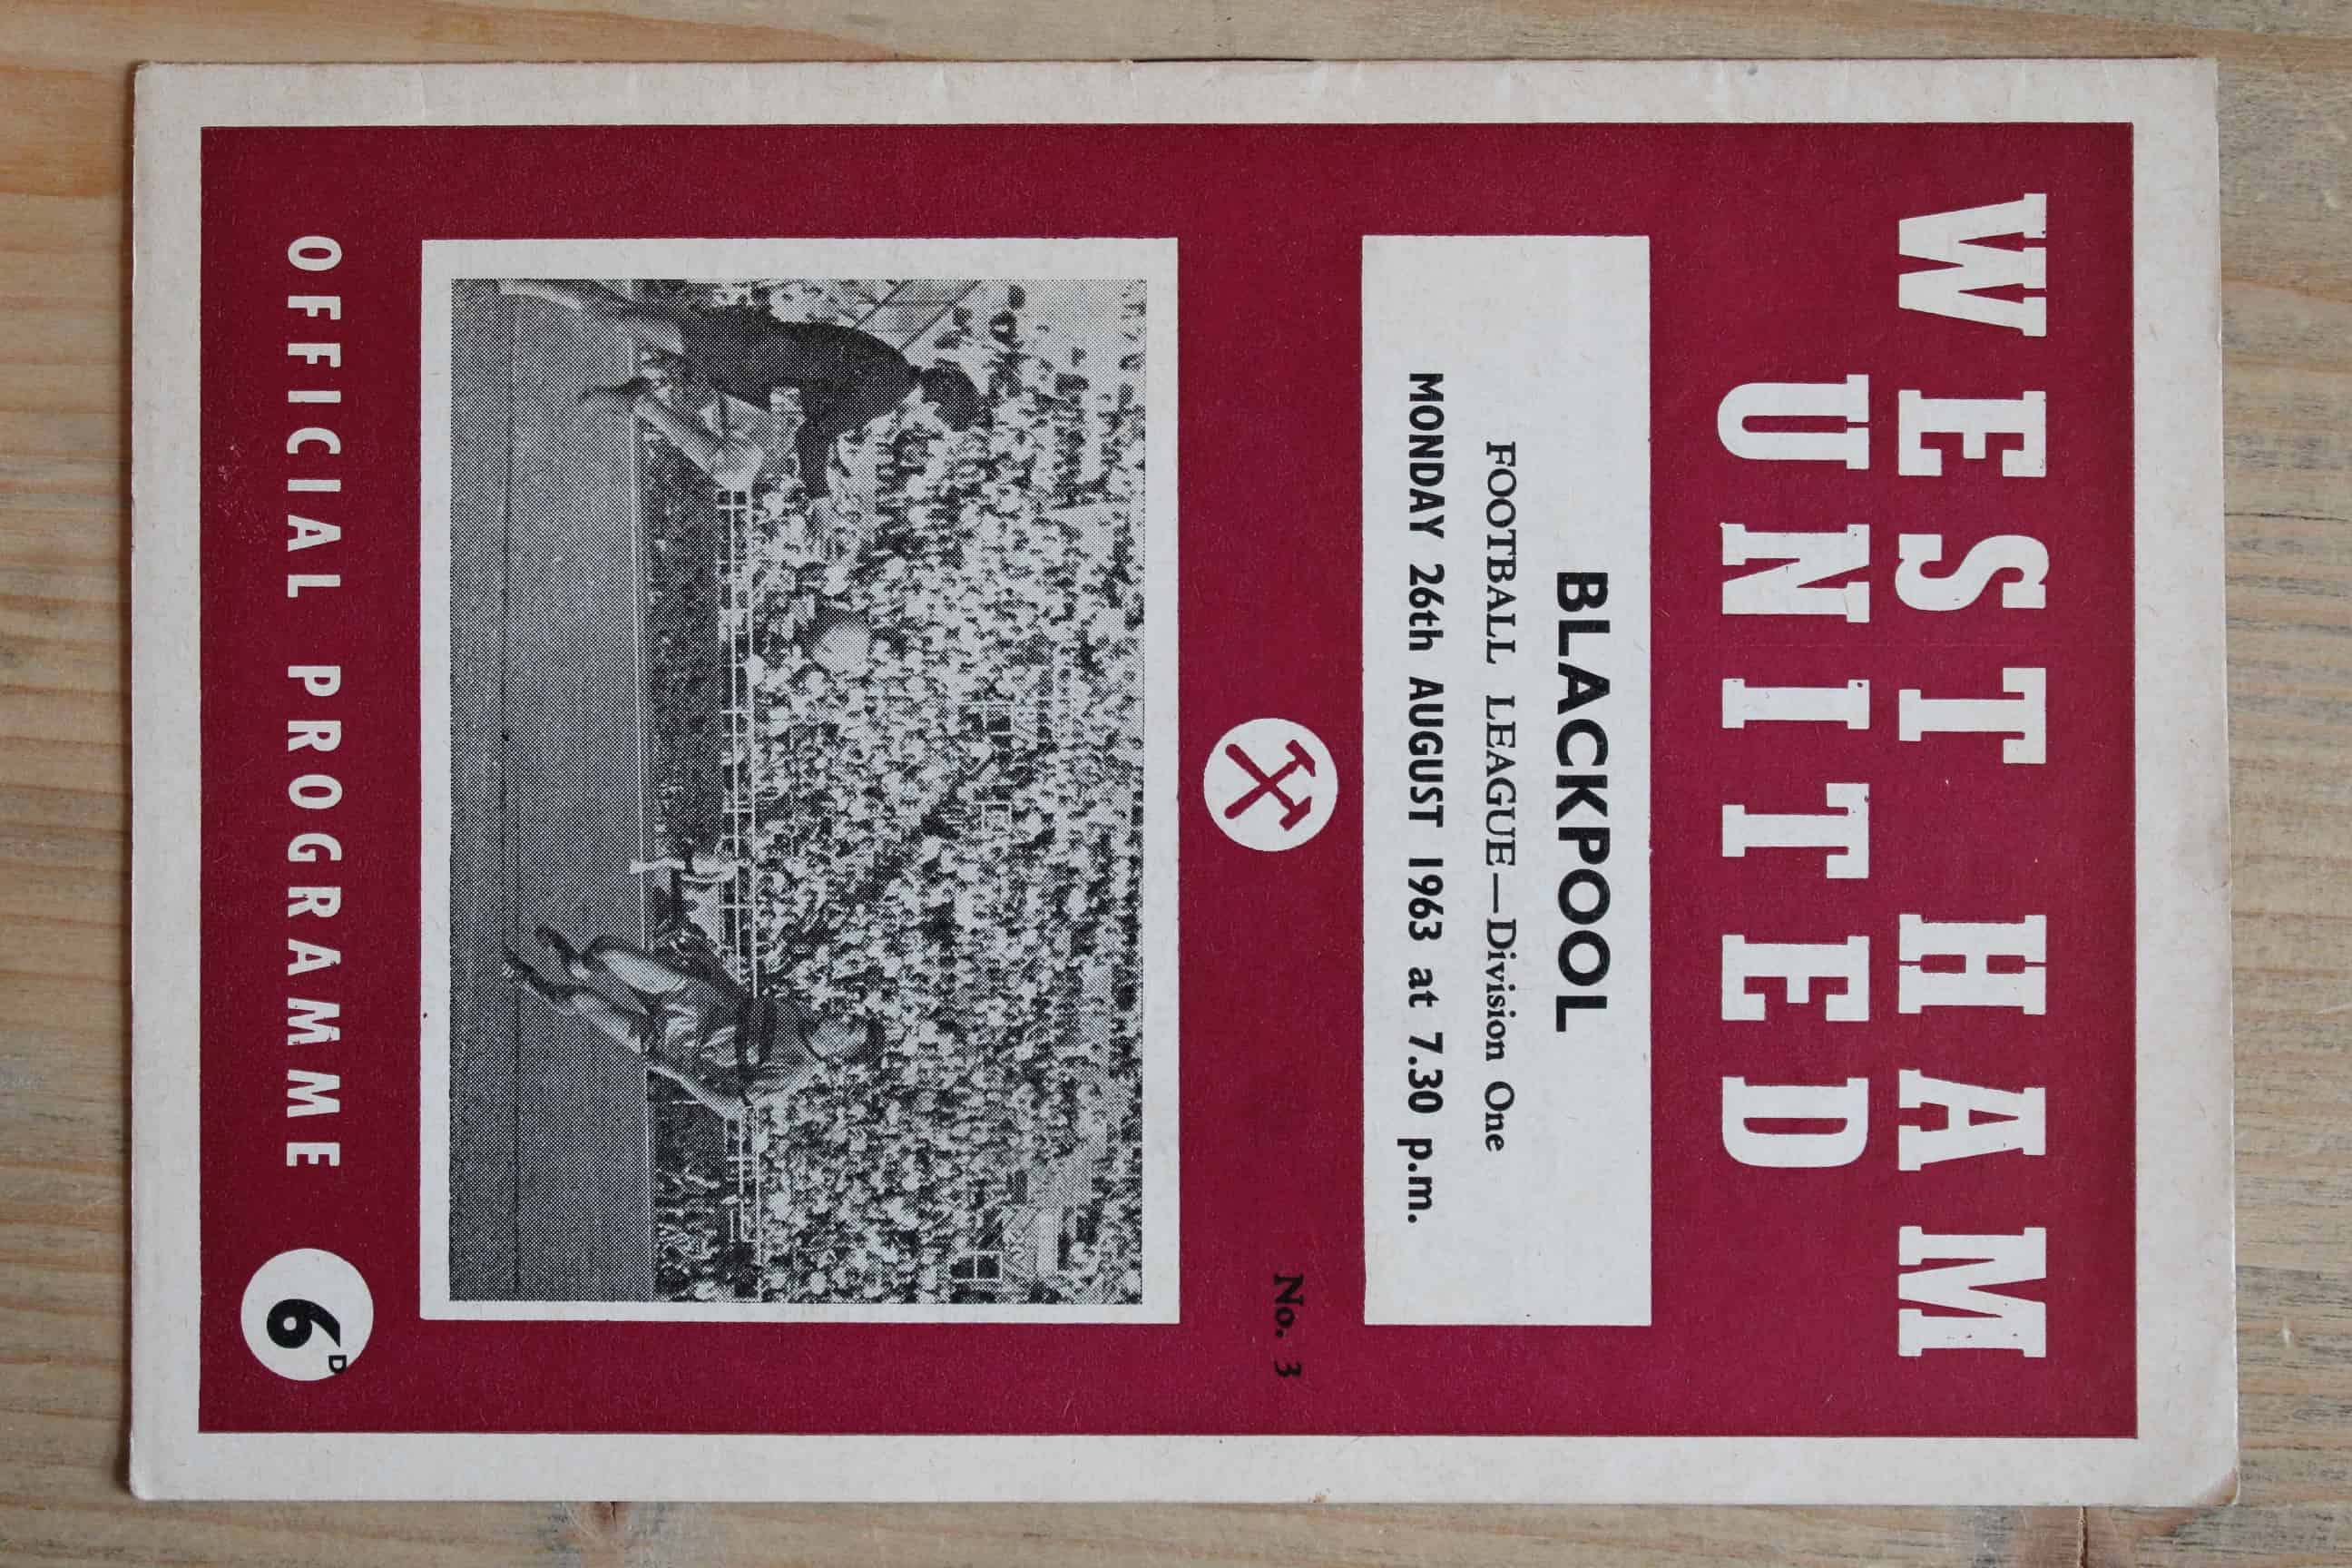 WEST HAM
UNITED
BLACKPOOL
FOOTBALL LEAGUE—Division One
MONDAY 26th AUGUST 1963 at 7.30 p.m.
No. 3
OFFICIAL PROGRAMME
6D